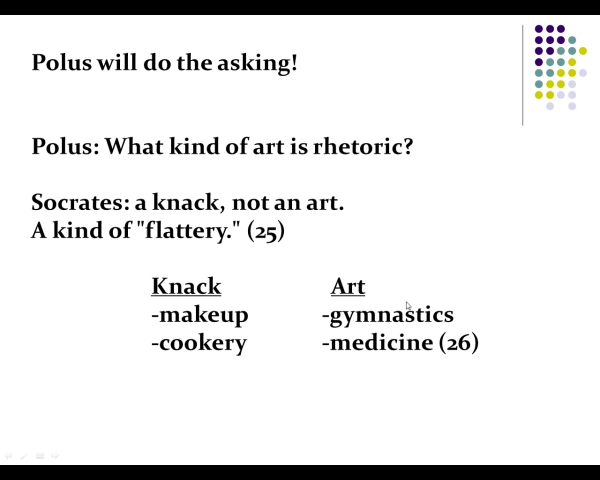 Polus will do the asking!
Polus: What kind of art is rhetoric?
Socrates: a knack, not an art.
A kind of "flattery." (25)
Knack Art
-makeup -gymnastics
-cookery -medicine (26)